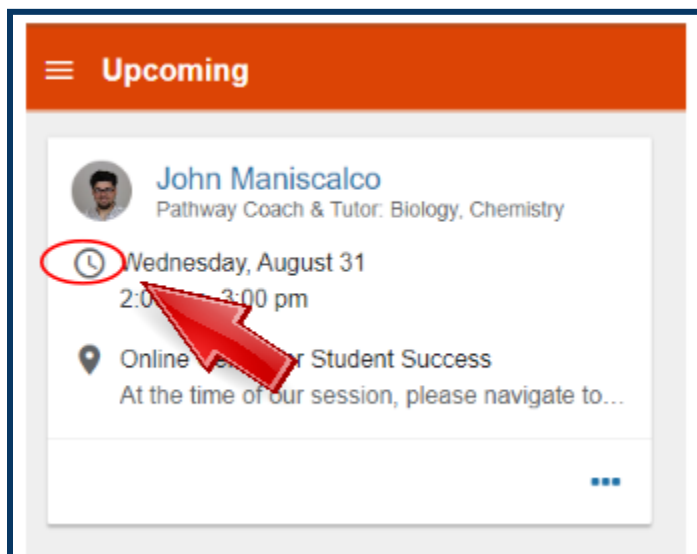 Upcoming
John Maniscalco
Pathway Coach & Tutor: Biology, Chemistry
Wednesday, August 31
3:00 pm
Online Student Success
At the time of our session, please navigate to...